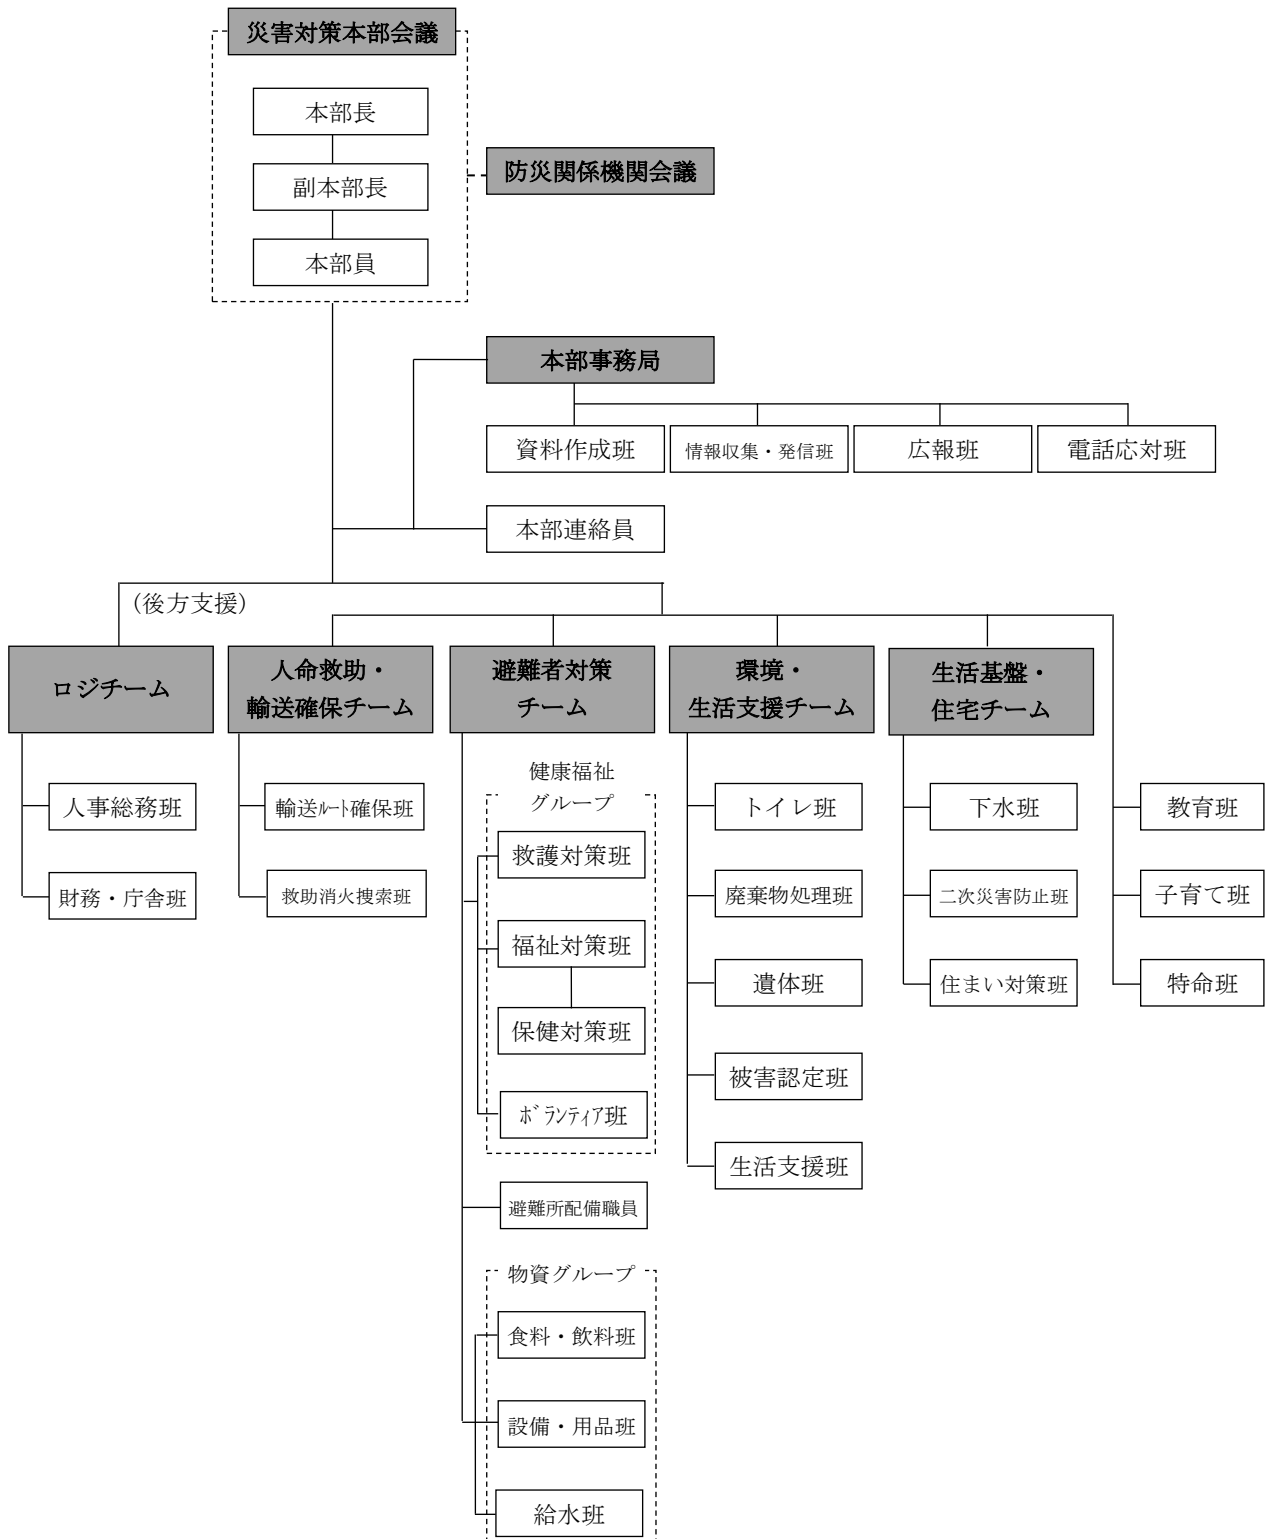 災害対策本部会議
本部長
副本部長
本部員
防災関係機関会議
本部事務局
資料作成班
情報収集・発信班
広報班
電話応対班
本部連絡員
(後方支援)
ロジチーム
人事総務班
財務・庁舎班
人命救助・
輸送確保チーム
輸送ﾙｰﾄ確保班
救助消火捜索班
避難者対策
チーム
健康福祉
グループ
救護対策班
福祉対策班
保健対策班
ﾎﾞﾗﾝﾃｨｱ班
避難所配備職員
物資グループ
食料・飲料班
設備・用品班
給水班
環境・
生活支援チーム
トイレ班
廃棄物処理班
遺体班
被害認定班
生活支援班
生活基盤・
住宅チーム
下水班
二次災害防止班
住まい対策班
教育班
子育て班
特命班